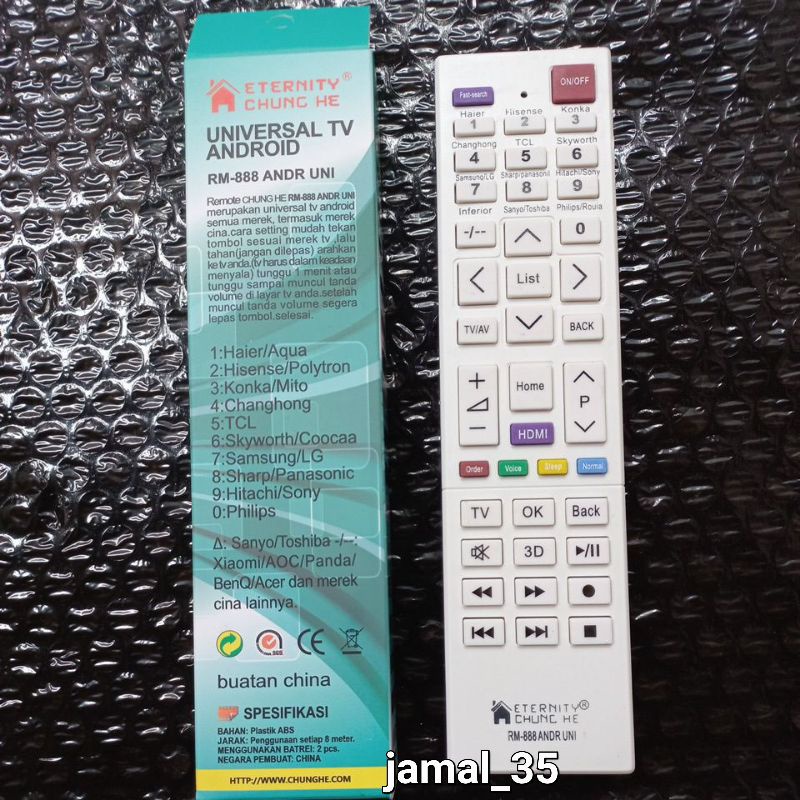 ETERNITY®
CHUNG HE
UNIVERSAL TV
ANDROID
RM-888 ANDR UNI
Remote CHUNG HE RM-888 ANDR UNI
merupakan universal tv android
semua merek, termasuk merek
cina.cara setting mudah tekan
tombol sesuai merek tv ,lalu
tahan(jangan dilepas) arahkan
ke tv anda.(tv harus dalam keadaan
menyala) tunggu 1 menit atau
tunggu sampai muncul tanda
volume di layar tv anda.setelah
muncul tanda volume segera
lepas tombol.selesai.
1:Haier/Aqua
2:Hisense/Polytron
3:Konka/Mito
4:Changhong
5:TCL
6:Skyworth/Coocaa
7:Samsung/LG
8:Sharp/Panasonic
9:Hitachi/Sony
0:Philips
Δ: Sanyo/Toshiba -/--:
Xiaomi/AOC/Panda/
BenQ/Acer dan merek
cina lainnya.
CE
buatan china
SPESIFIKASI
BAHAN: Plastik ABS
JARAK: Penggunaan setiap 8 meter.
MENGGUNAKAN BATREI: 2 pcs.
NEGARA PEMBUAT: CHINA
HTTP://WWW.CHUNGHE.COM
Fast-search ON/OFF
Haier Hisense Konka
1 2 3
Changhong TCL Skyworth
4 5 6
Samsung/LG Sharp/panasonil Hitachi/Sony
7 8 9
Inferior Sanyo/Toshiba Philips/Rouia
-/-- 0
List
TV/AV BACK
+ Home P -
HDMI
Order Voice Sleep Normal
TV OK Back
3D
ETERNITY®
CHUNG HE
RM-888 ANDR UNI
jamal_35